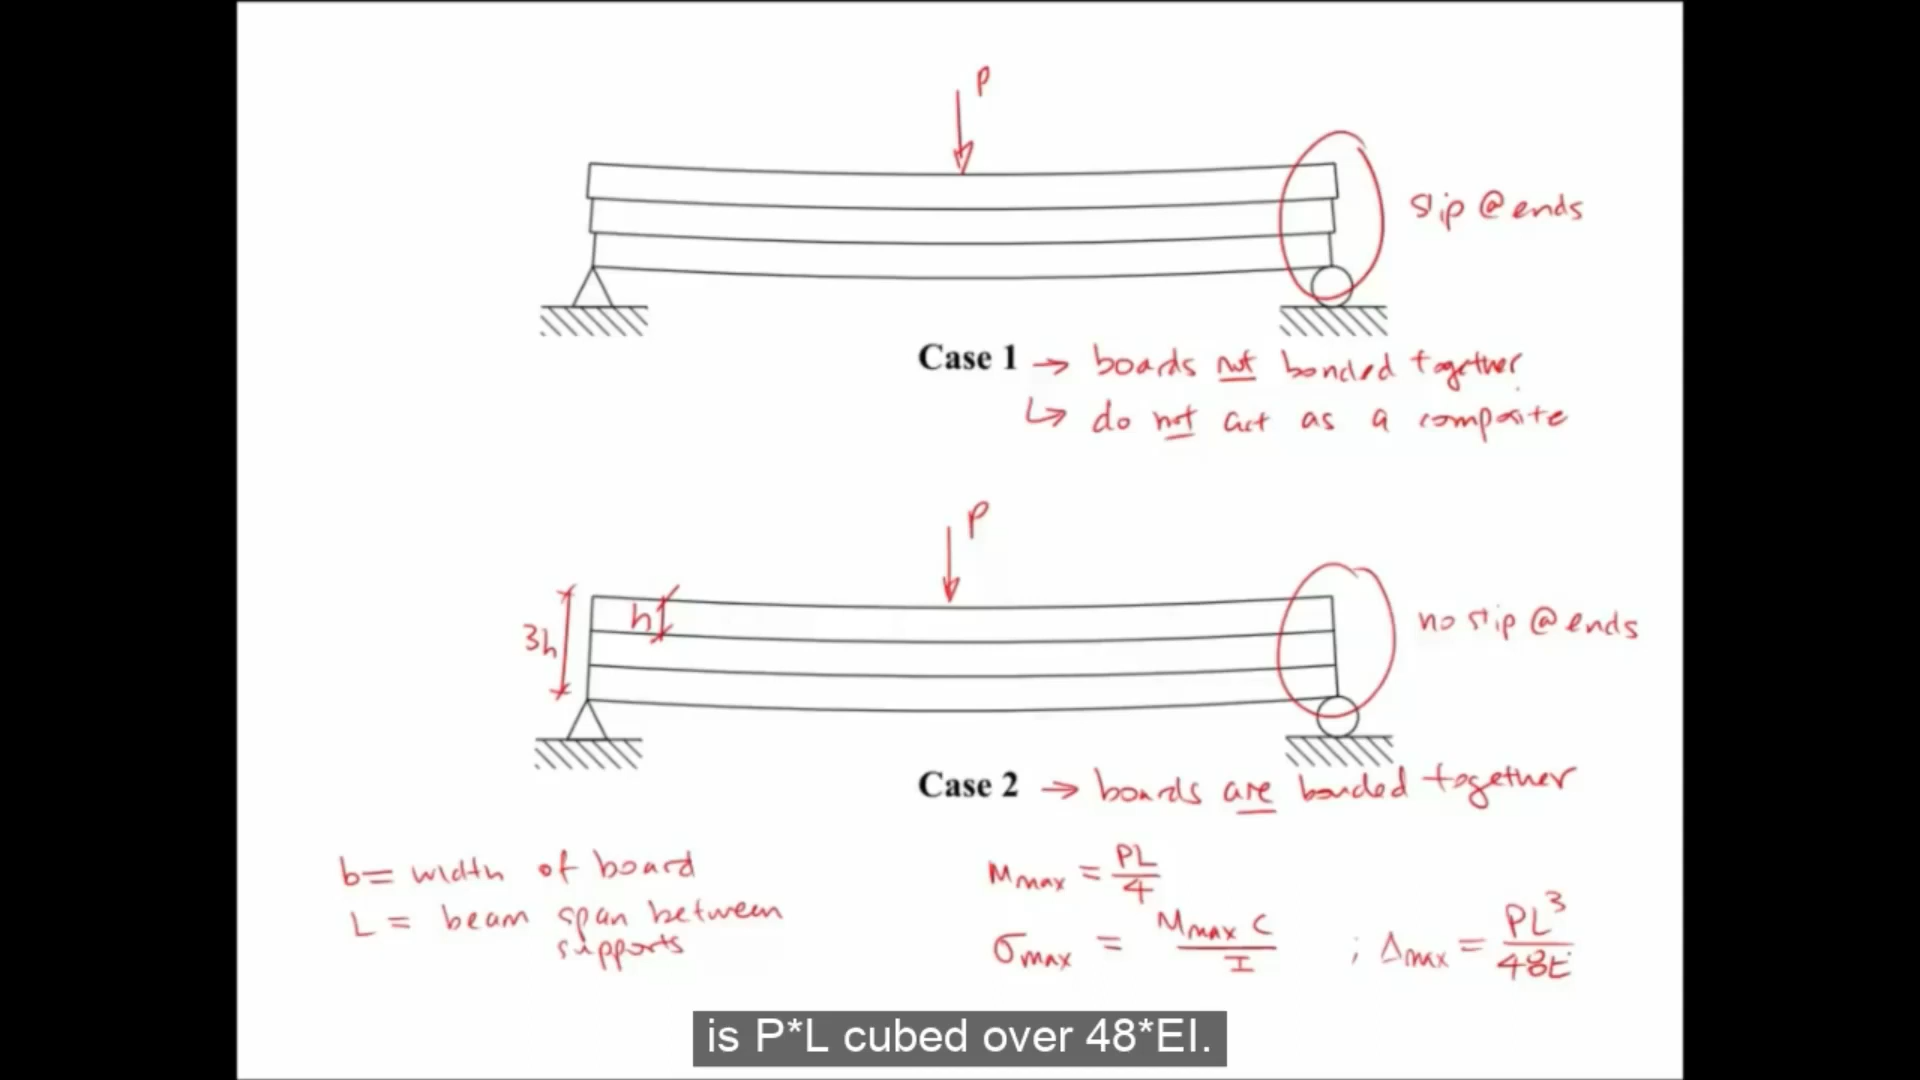 P
slip @ ends
Case 1 → boards not bonded together
↳ do not act as a composite
P
3h
h
no slip @ ends
Case 2 → boards are bonded together
b = width of board
L = beam span between
supports
Mmax = PL/4
σmax = Mmax C / I ; Δmax = PL³/48E
is P*L cubed over 48*EI.